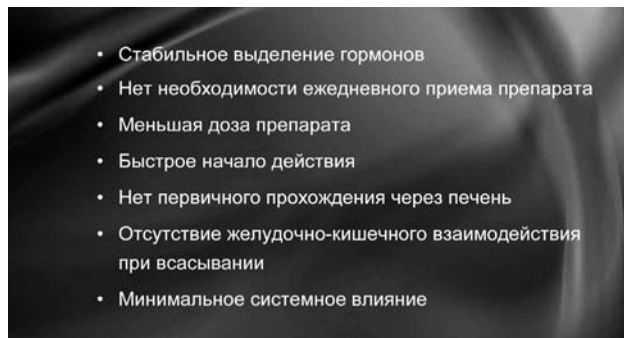 • Стабильное выделение гормонов
• Нет необходимости ежедневного приема препарата
• Меньшая доза препарата
• Быстрое начало действия
• Нет первичного прохождения через печень
• Отсутствие желудочно-кишечного взаимодействия
при всасывании
• Минимальное системное влияние